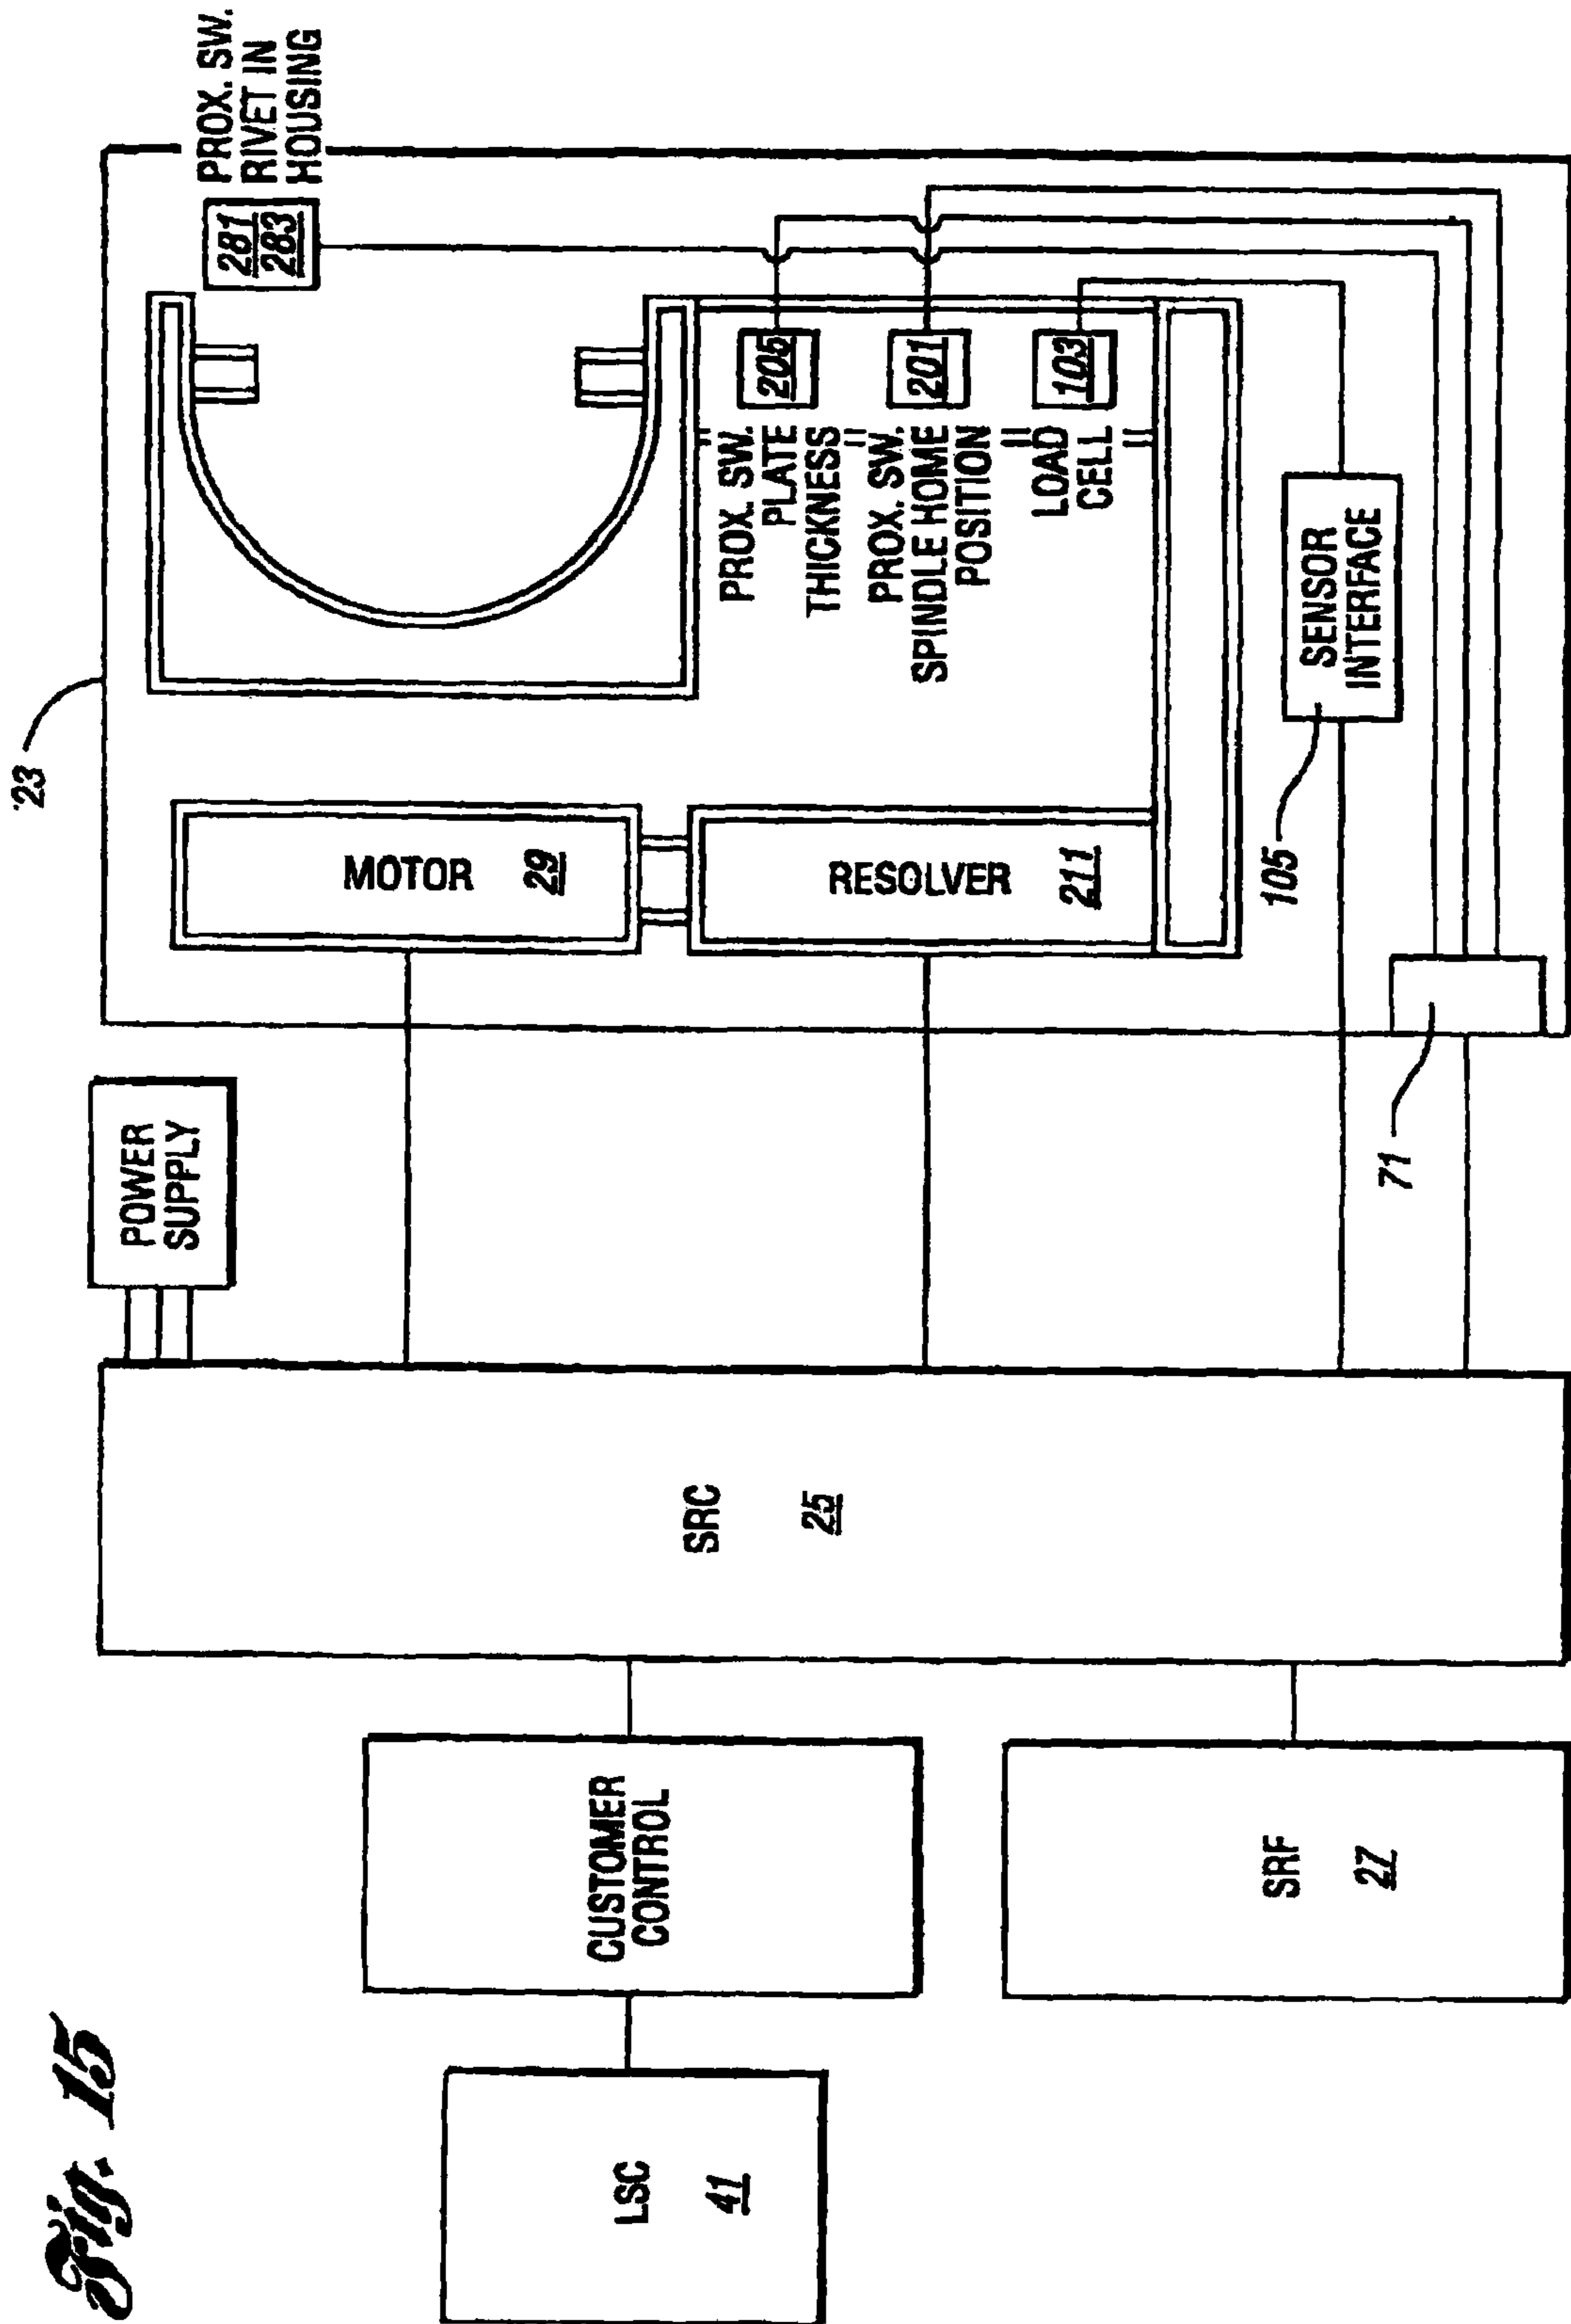 Fig. 15
LSC
41
CUSTOMER
CONTROL
SRF
27
SRC
25
POWER
SUPPLY
23
MOTOR
29
RESOLVER
211
71
105
SENSOR
INTERFACE
PROX. SW.
PLATE
THICKNESS
205
PROX. SW.
SPINDLE HOME
POSITION
201
LOAD
CELL
103
281
283
PROX. SW.
RIVET IN
HOUSING